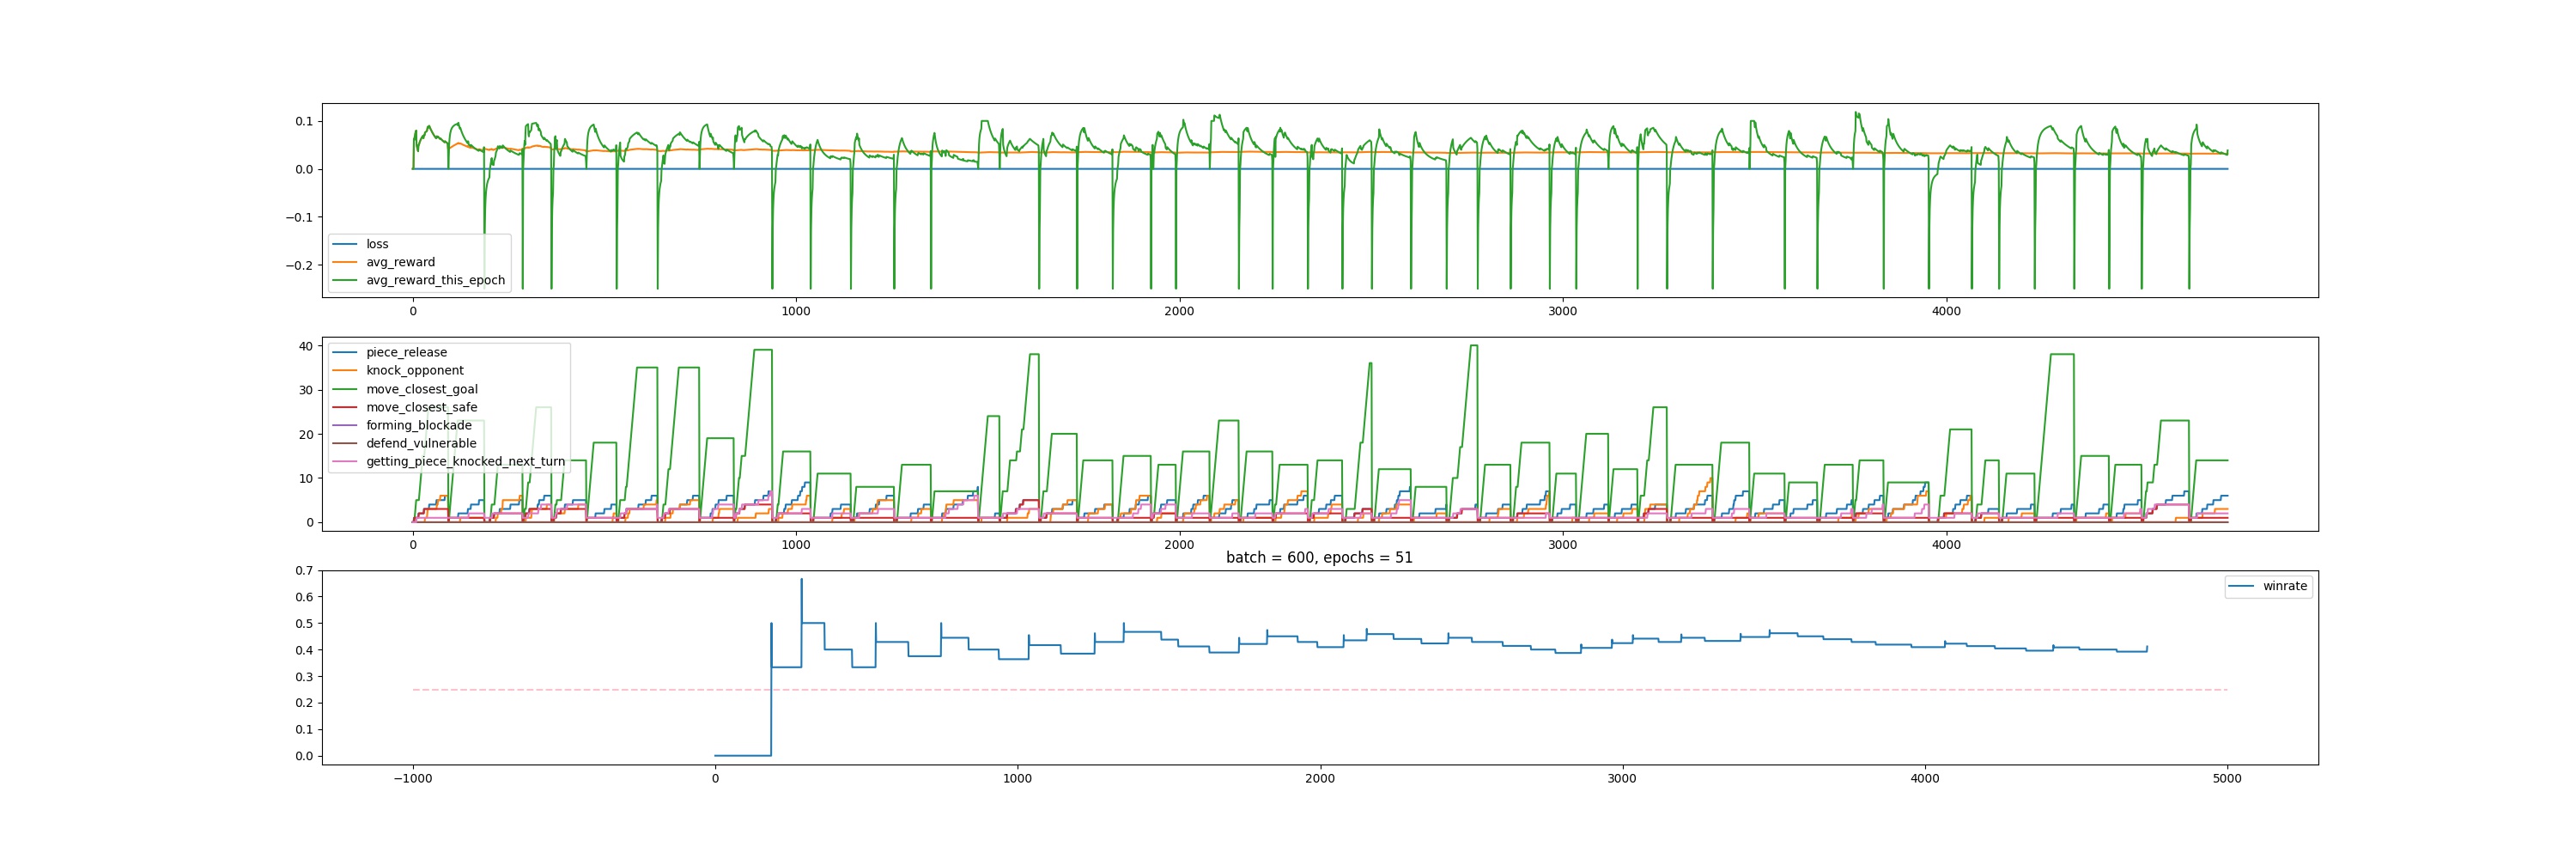 0.1
0.0
−0.1
−0.2
loss
avg_reward
avg_reward_this_epoch
0 1000 2000 3000 4000
40
30
20
10
0
piece_release
knock_opponent
move_closest_goal
move_closest_safe
forming_blockade
defend_vulnerable
getting_piece_knocked_next_turn
0 1000 2000 3000 4000
batch = 600, epochs = 51
0.7
0.6
0.5
0.4
0.3
0.2
0.1
0.0
winrate
−1000 0 1000 2000 3000 4000 5000